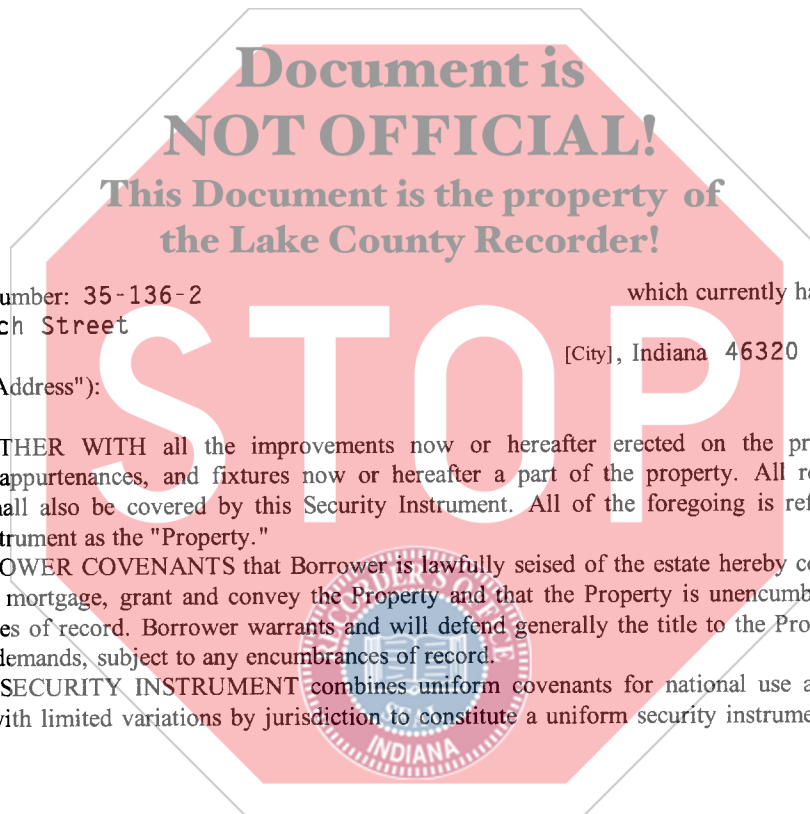 Document is
NOT OFFICIAL!
This Document is the property of
the Lake County Recorder!
umber: 35-136-2 which currently ha
ch Street
[City], Indiana 46320
Address"):
STOP
THER WITH all the improvements now or hereafter erected on the pr
appurtenances, and fixtures now or hereafter a part of the property. All re
all also be covered by this Security Instrument. All of the foregoing is ref
trument as the "Property."
OWER COVENANTS that Borrower is lawfully seised of the estate hereby co
mortgage, grant and convey the Property and that the Property is unencumb
es of record. Borrower warrants and will defend generally the title to the Pro
demands, subject to any encumbrances of record.
SECURITY INSTRUMENT combines uniform covenants for national use a
with limited variations by jurisdiction to constitute a uniform security instrume
RECORDER'S OFFICE
SEAL
INDIANA